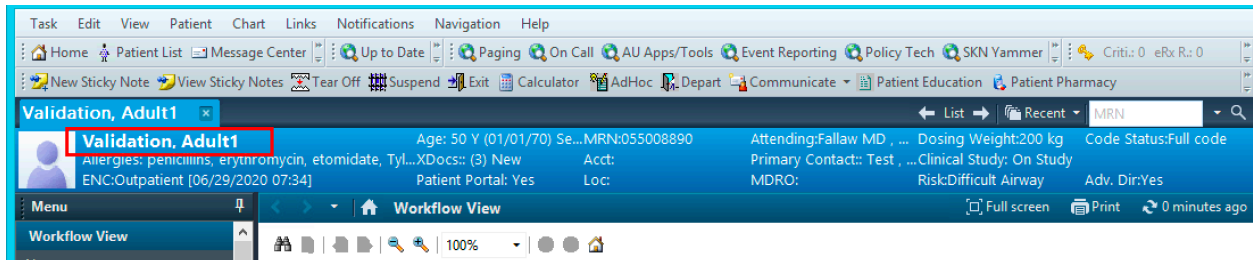 Task Edit View Patient Chart Links Notifications Navigation Help
Home Patient List Message Center Up to Date Paging On Call AU Apps/Tools Event Reporting Policy Tech SKN Yammer Criti.: 0 eRx R.: 0
New Sticky Note View Sticky Notes Tear Off Suspend Exit Calculator AdHoc Depart Communicate Patient Education Patient Pharmacy
Validation, Adult1 List Recent MRN
Validation, Adult1 Age: 50 Y (01/01/70) Se...MRN:055008890 Attending:Fallaw MD , ... Dosing Weight:200 kg Code Status:Full code
Allergies: penicillins, erythromycin, etomidate, Tyl...XDocs:: (3) New Acct: Primary Contact:: Test , ...Clinical Study: On Study
ENC:Outpatient [06/29/2020 07:34] Patient Portal: Yes Loc: MDRO: Risk:Difficult Airway Adv. Dir:Yes
Menu Workflow View Full screen Print 0 minutes ago
Workflow View 100%